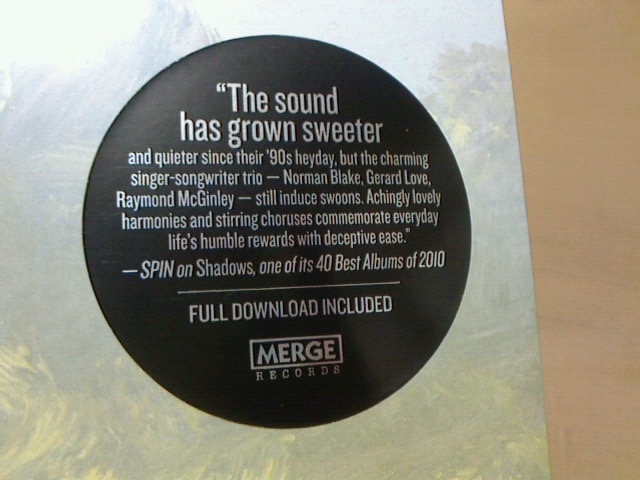 “The sound
has grown sweeter
and quieter since their '90s heyday, but the charming
singer-songwriter trio — Norman Blake, Gerard Love,
Raymond McGinley — still induce swoons. Achingly lovely
harmonies and stirring choruses commemorate everyday
life's humble rewards with deceptive ease.”
— SPIN on Shadows, one of its 40 Best Albums of 2010
FULL DOWNLOAD INCLUDED
MERGE
RECORDS